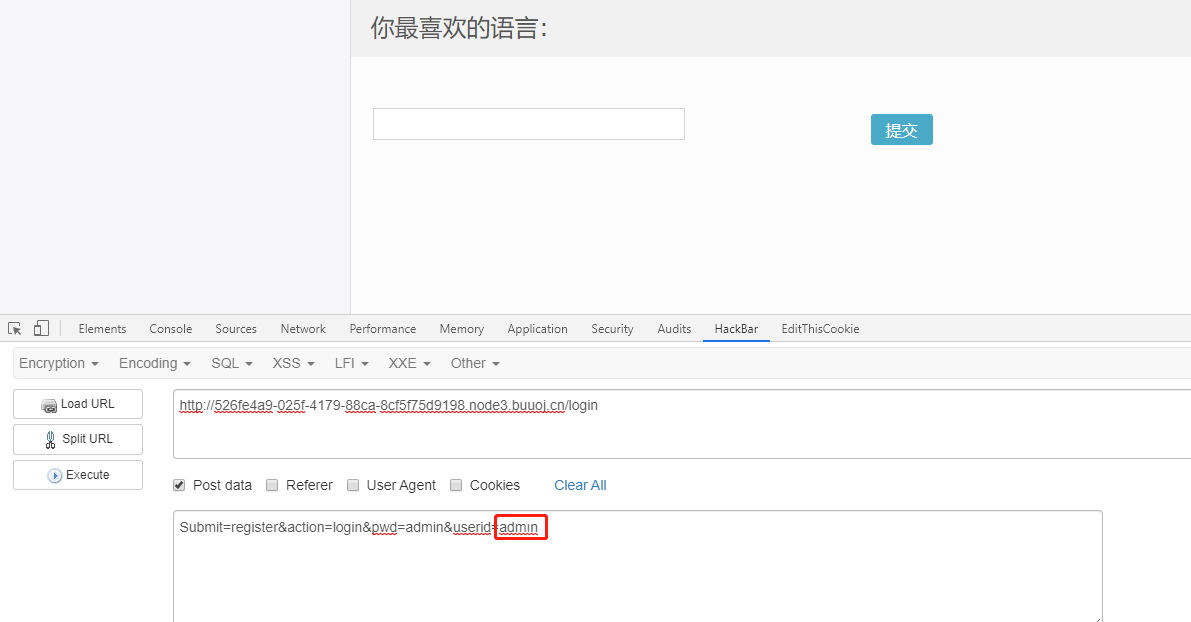 你最喜欢的语言：
提交
Elements Console Sources Network Performance Memory Application Security Audits HackBar EditThisCookie
Encryption Encoding SQL XSS LFI XXE Other
Load URL
http://526fe4a9-025f-4179-88ca-8cf5f75d9198.node3.buuoj.cn/login
Split URL
Execute
Post data Referer User Agent Cookies Clear All
Submit=register&action=login&pwd=admin&userid=admın